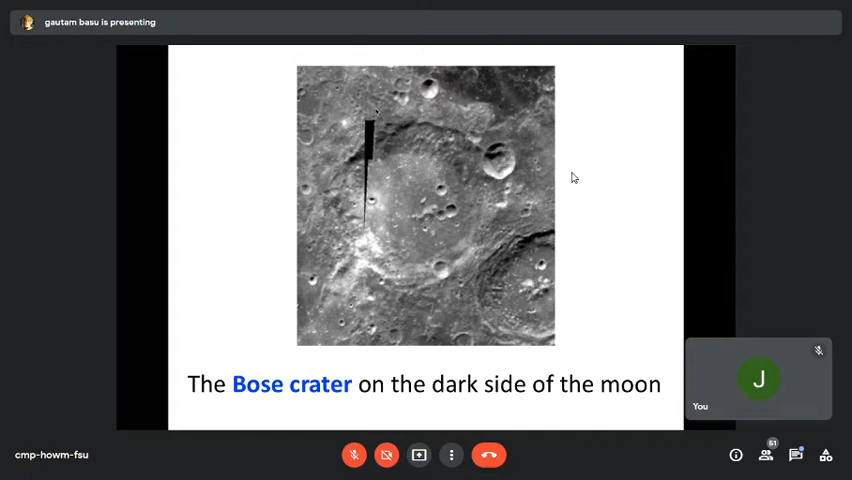 gautam basu is presenting
The Bose crater on the dark side of the moon
J
You
cmp-howm-fsu
51